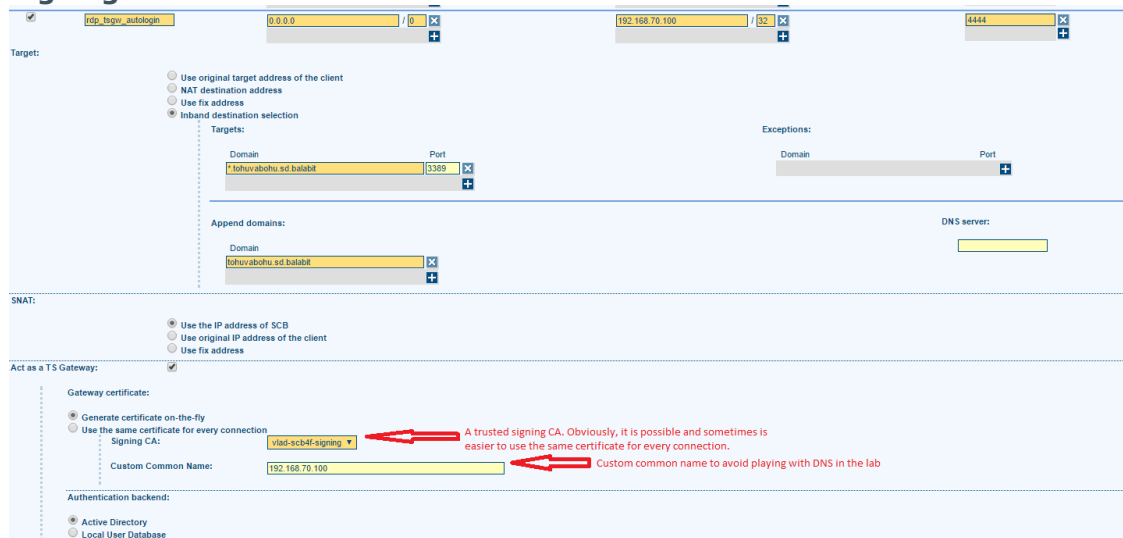 rdp_tsgw_autologin 0.0.0.0 / 0 192.168.70.100 / 32 4444
Target:
Use original target address of the client
NAT destination address
Use fix address
Inband destination selection
Targets: Exceptions:
Domain Port Domain Port
*.tohuvabohu.sd.balabit 3389
Append domains: DNS server:
Domain
tohuvabohu.sd.balabit
SNAT:
Use the IP address of SCB
Use original IP address of the client
Use fix address
Act as a TS Gateway:
Gateway certificate:
Generate certificate on-the-fly
Use the same certificate for every connection
Signing CA: vlad-scb4f-signing
A trusted signing CA. Obviously, it is possible and sometimes is
easier to use the same certificate for every connection.
Custom Common Name: 192.168.70.100
Custom common name to avoid playing with DNS in the lab
Authentication backend:
Active Directory
Local User Database